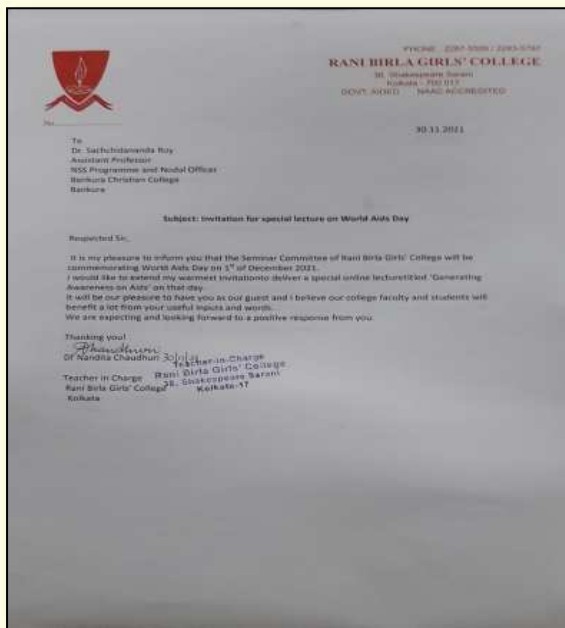 PHONE : 2287-5509 / 2283-5797
RANI BIRLA GIRLS' COLLEGE
38, Shakespeare Sarani
Kolkata - 700 017
GOVT. AIDED NAAC ACCREDITED
No.
30.11.2021
To
Dr. Sachchidananda Roy
Assistant Professor
NSS Programme and Nodal Officer
Bankura Christian College
Bankura
Subject: Invitation for special lecture on World Aids Day
Respected Sir,
It is my pleasure to inform you that the Seminar Committee of Rani Birla Girls' College will be
commemorating World Aids Day on 1st of December 2021.
I would like to extend my warmest invitationto deliver a special online lecturetitled 'Generating
Awareness on Aids' on that day.
It will be our pleasure to have you as our guest and i believe our college faculty and students will
benefit a lot from your useful inputs and words.
We are expecting and looking forward to a positive response from you.
Thanking you!
Dr Nandita Chaudhuri
Teacher in Charge
Rani Birla Girls' College
Kolkata
Teacher-in-Charge
Rani Birla Girls' College
38, Shakespeare Sarani
Kolkata-17